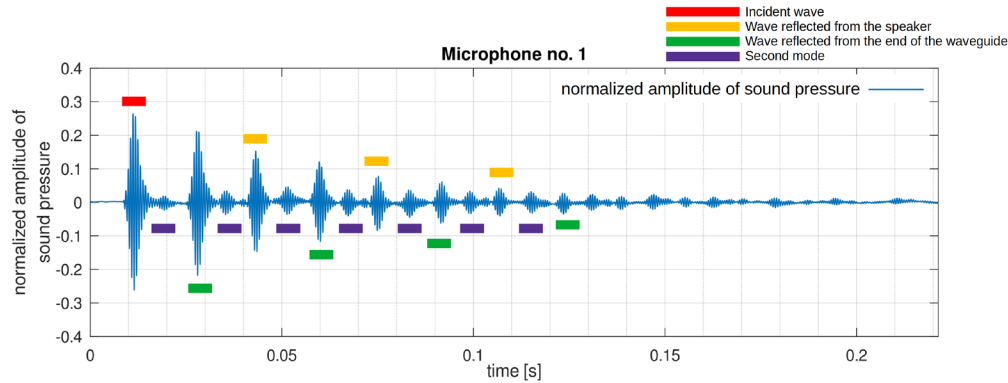 Incident wave
Wave reflected from the speaker
Wave reflected from the end of the waveguide
Second mode
Microphone no. 1
normalized amplitude of sound pressure
normalized amplitude of
sound pressure
0.4
0.3
0.2
0.1
0
-0.1
-0.2
-0.3
-0.4
0
0.05
0.1
0.15
0.2
time [s]